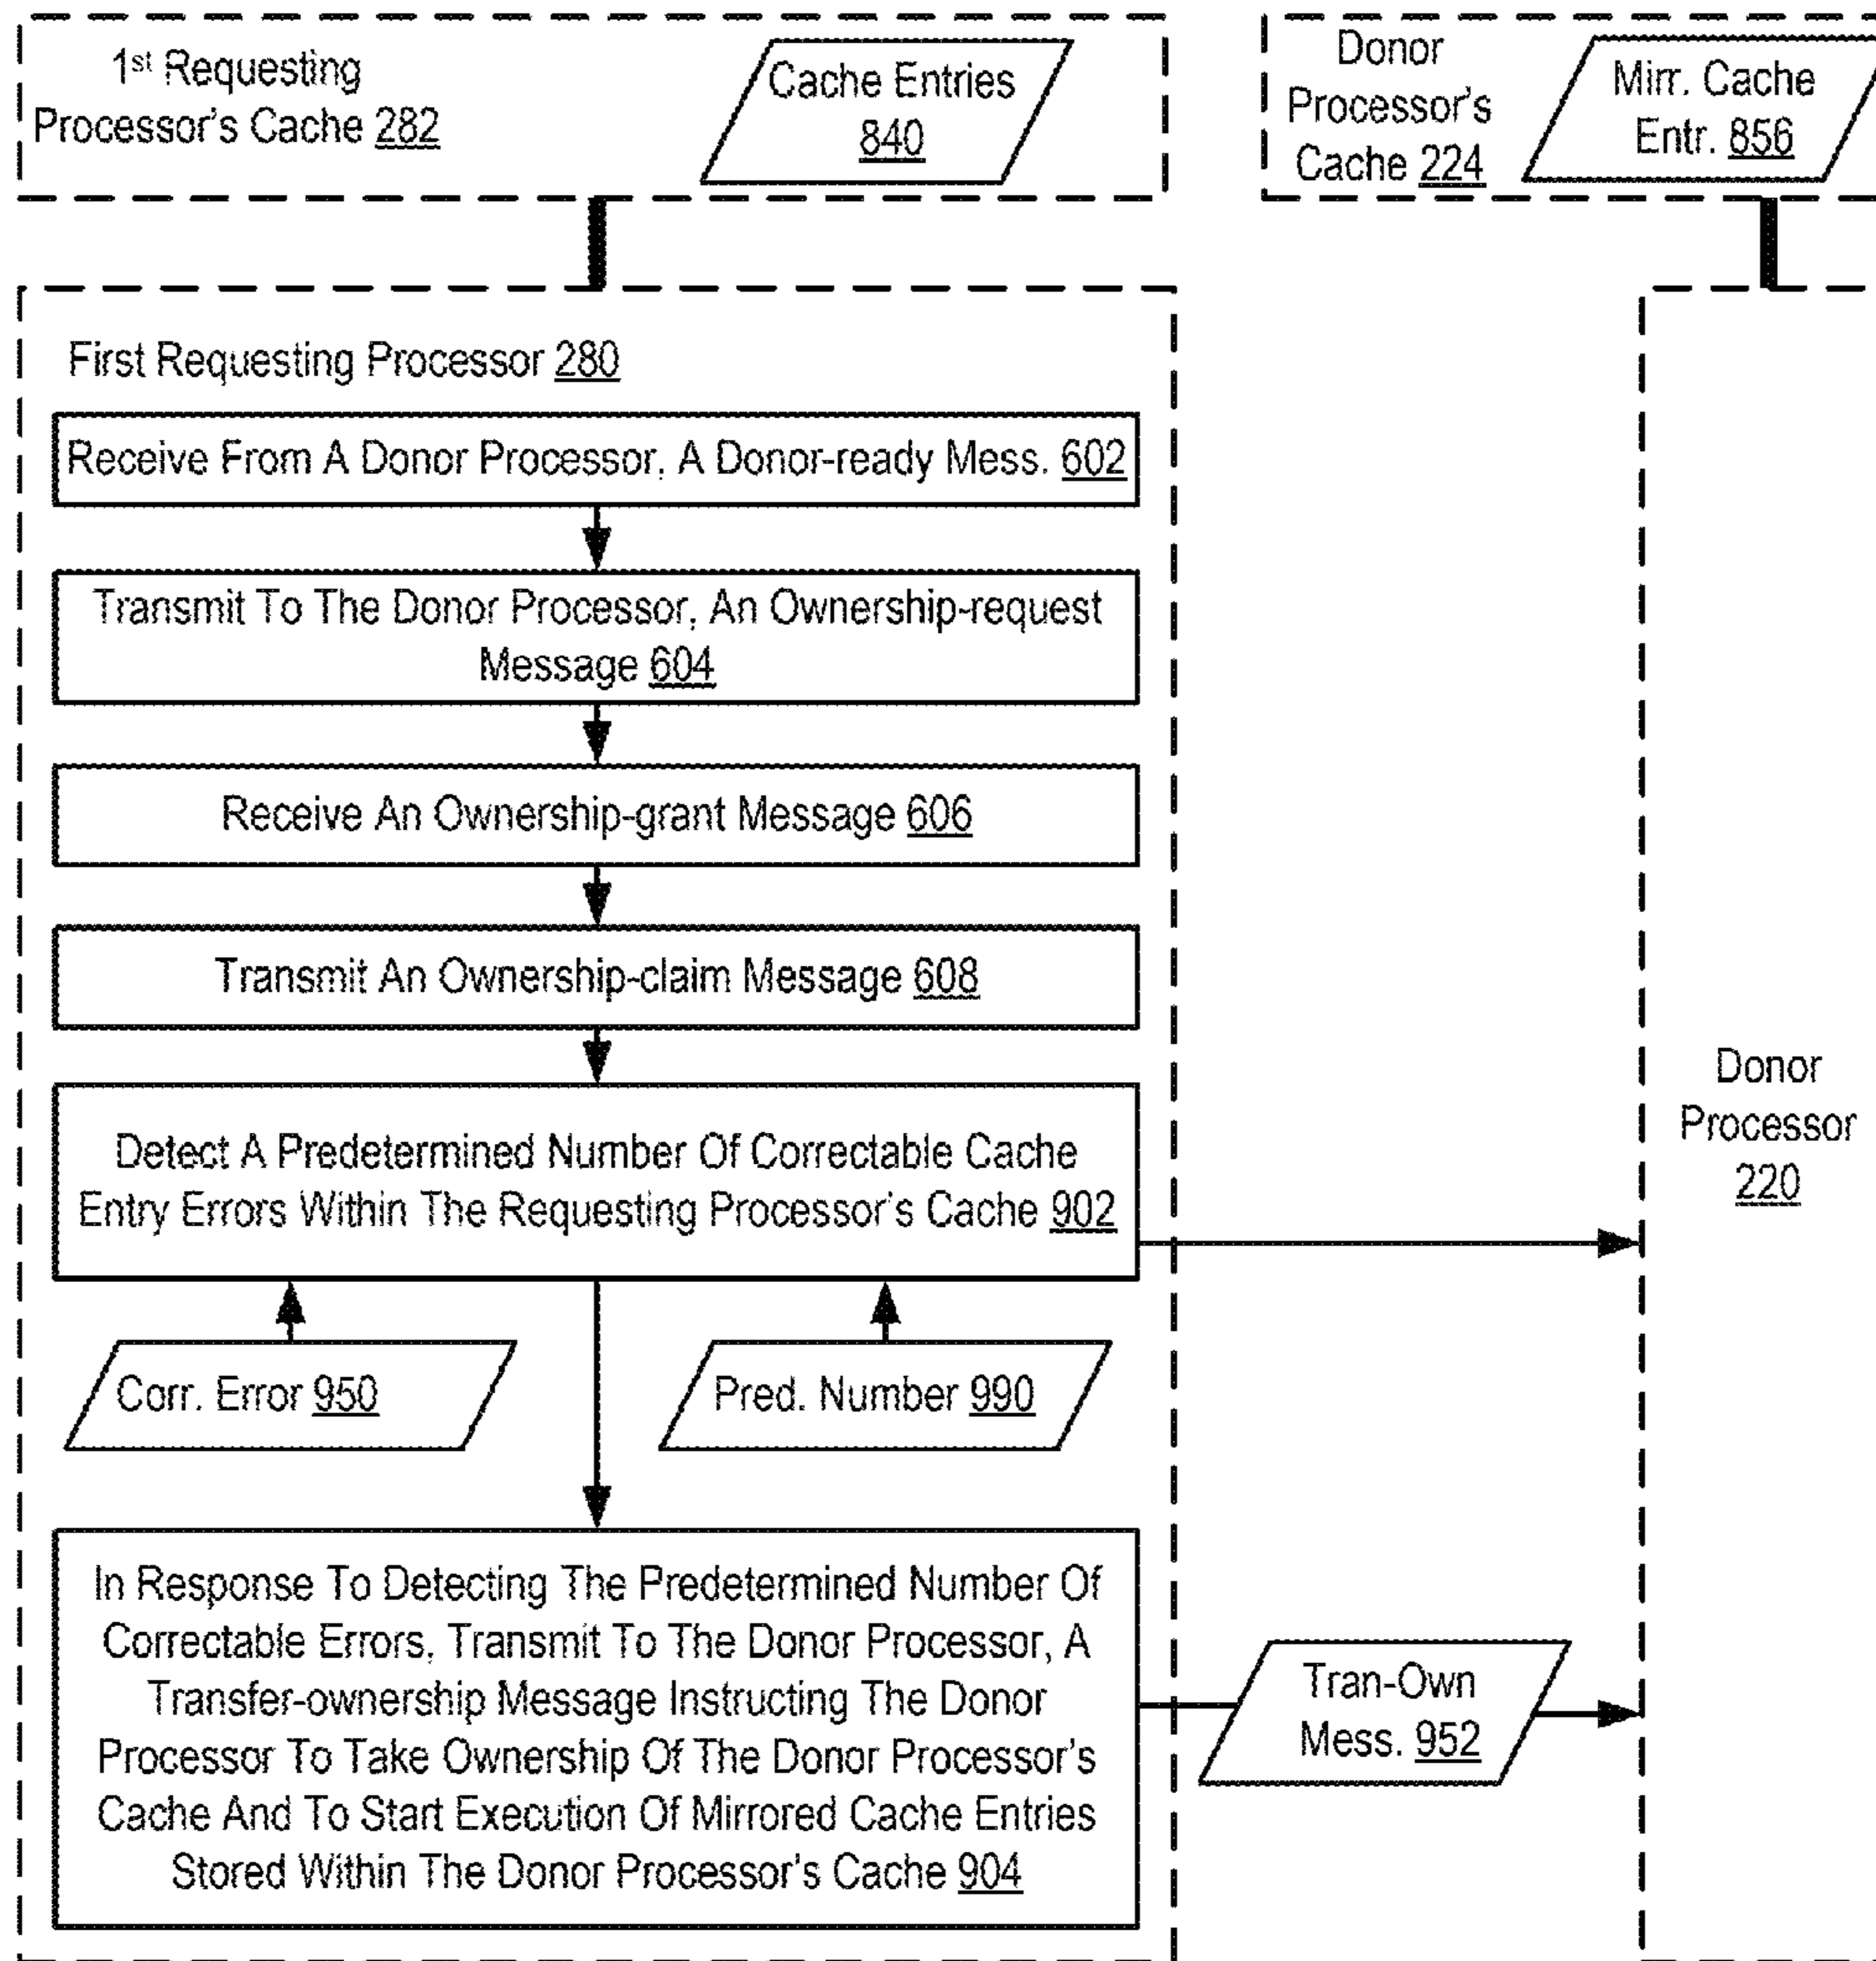 1st Requesting
Processor's Cache 282
Cache Entries
840
Donor
Processor's
Cache 224
Mirr. Cache
Entr. 856
First Requesting Processor 280
Receive From A Donor Processor, A Donor-ready Mess. 602
Transmit To The Donor Processor, An Ownership-request
Message 604
Receive An Ownership-grant Message 606
Transmit An Ownership-claim Message 608
Detect A Predetermined Number Of Correctable Cache
Entry Errors Within The Requesting Processor's Cache 902
Corr. Error 950
Pred. Number 990
In Response To Detecting The Predetermined Number Of
Correctable Errors, Transmit To The Donor Processor, A
Transfer-ownership Message Instructing The Donor
Processor To Take Ownership Of The Donor Processor's
Cache And To Start Execution Of Mirrored Cache Entries
Stored Within The Donor Processor's Cache 904
Tran-Own
Mess. 952
Donor
Processor
220